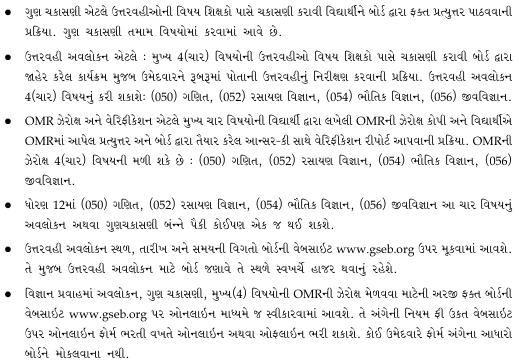 ● ગુણ ચકાસણી એટલે ઉત્તરવહીઓની વિષય શિક્ષકો પાસે ચકાસણી કરાવી વિદ્યાર્થીને બોર્ડ દ્વારા ફક્ત પ્રત્યુત્તર પાઠવવાની
પ્રક્રિયા. ગુણ ચકાસણી તમામ વિષયોમાં કરવામાં આવે છે.
● ઉત્તરવહી અવલોકન એટલે : મુખ્ય 4(ચાર) વિષયોની ઉત્તરવહીઓ વિષય શિક્ષકો પાસે ચકાસણી કરાવી બોર્ડ દ્વારા
જાહેર કરેલ કાર્યક્રમ મુજબ ઉમેદવારને રૂબરૂમાં પોતાની ઉત્તરવહીનું નિરીક્ષણ કરવાની પ્રક્રિયા. ઉત્તરવહી અવલોકન
4(ચાર) વિષયનું કરી શકાશેઃ (050) ગણિત, (052) રસાયણ વિજ્ઞાન, (054) ભૌતિક વિજ્ઞાન, (056) જીવવિજ્ઞાન.
● OMR ઝેરોક્ષ અને વેરિફીકેશન એટલે મુખ્ય ચાર વિષયોની વિદ્યાર્થી દ્વારા લખેલી OMRની ઝેરોક્ષ કોપી અને વિદ્યાર્થીએ
OMRમાં આપેલ પ્રત્યુત્તર અને બોર્ડ દ્વારા તૈયાર કરેલ આન્સર-કી સાથે વેરિફીકેશન રીપોર્ટ આપવાની પ્રક્રિયા. OMRની
ઝેરોક્ષ 4(ચાર) વિષયની મળી શકે છે : (050) ગણિત, (052) રસાયણ વિજ્ઞાન, (054) ભૌતિક વિજ્ઞાન, (056)
જીવવિજ્ઞાન.
● ધોરણ 12માં (050) ગણિત, (052) રસાયણ વિજ્ઞાન, (054) ભૌતિક વિજ્ઞાન, (056) જીવવિજ્ઞાન આ ચાર વિષયનું
અવલોકન અથવા ગુણચકાસણી બંન્ને પૈકી કોઈપણ એક જ થઈ શકશે.
● ઉત્તરવહી અવલોકન સ્થળ, તારીખ અને સમયની વિગતો બોર્ડની વેબસાઇટ www.gseb.org ઉપર મૂકવામાં આવશે.
તે મુજબ ઉત્તરવહી અવલોકન માટે બોર્ડ જણાવે તે સ્થળે સ્વખર્ચે હાજર થવાનું રહેશે.
● વિજ્ઞાન પ્રવાહમાં અવલોકન, ગુણ ચકાસણી, મુખ્ય(4) વિષયોની OMRની ઝેરોક્ષ મેળવવા માટેની અરજી ફક્ત બોર્ડની
વેબસાઇટ www.gseb.org પર ઓનલાઇન માધ્યમે જ સ્વીકારવામાં આવશે. તે અંગેની નિયમ ફી ઉક્ત વેબસાઇટ
ઉપર ઓનલાઇન ફોર્મ ભરતી વખતે ઓનલાઇન અથવા ઓફલાઇન ભરી શકાશે. કોઈ ઉમેદવારે ફોર્મ અંગેના આધારો
બોર્ડને મોકલવાના નથી.